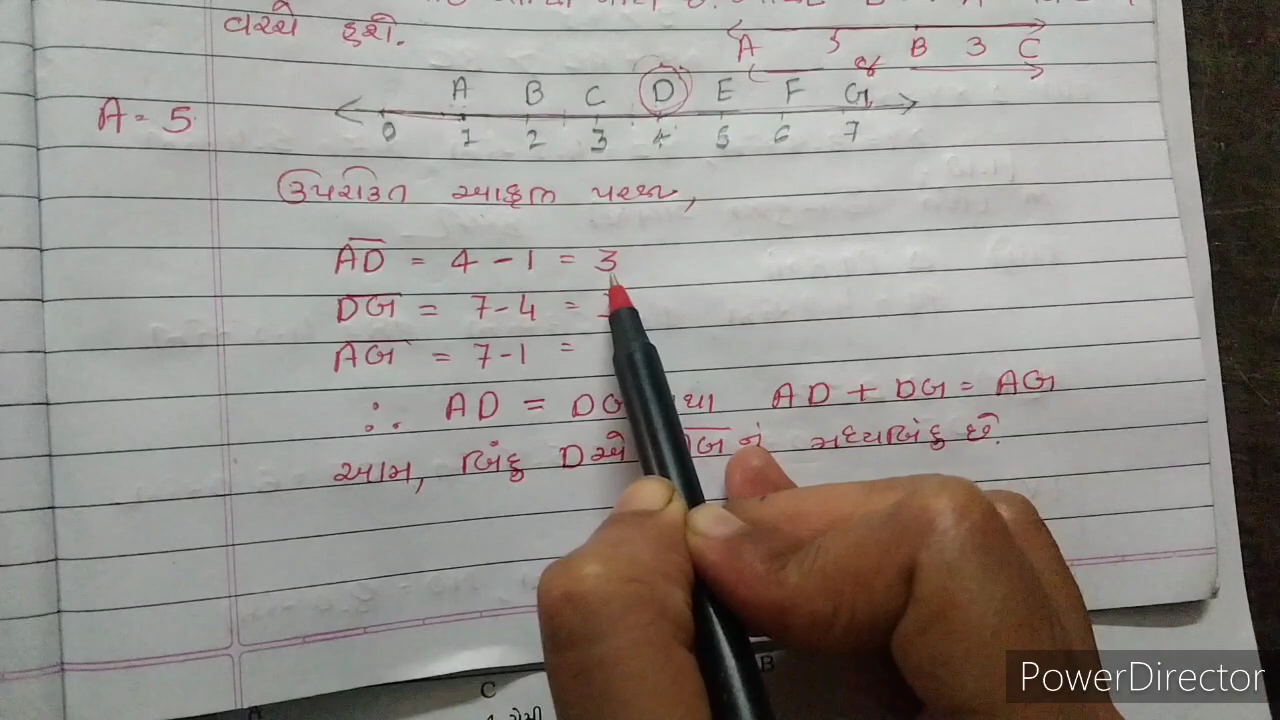 વચ્ચે હશે.
A 5 B 3 C
A = 5
A B C D E F G
0 1 2 3 4 5 6 7
ઉપરોક્ત આકૃતિ પરથી,
AD = 4 - 1 = 3
DG = 7 - 4 =
AG = 7 - 1 =
∴ AD = DG AD + DG = AG
આમ, બિંદુ D એ નું મધ્યબિંદુ છે.
C
B
સેમી
PowerDirector